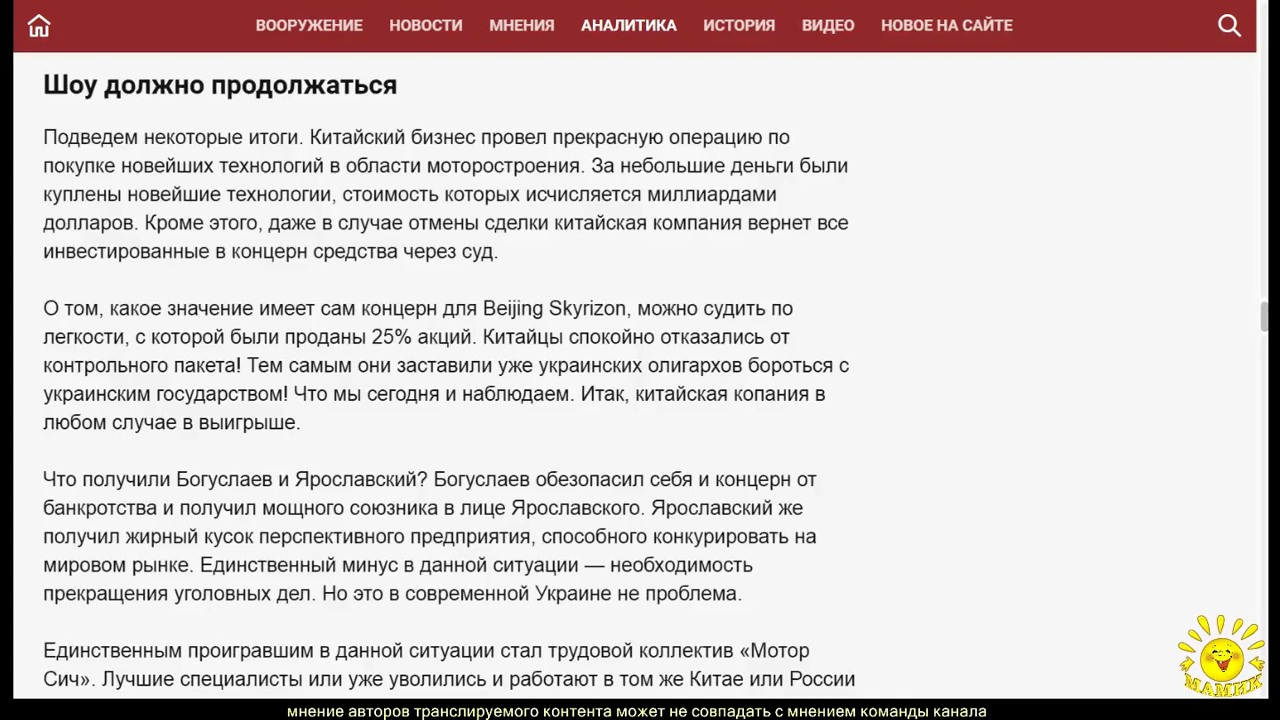 ВООРУЖЕНИЕ НОВОСТИ МНЕНИЯ АНАЛИТИКА ИСТОРИЯ ВИДЕО НОВОЕ НА САЙТЕ
Шоу должно продолжаться
Подведем некоторые итоги. Китайский бизнес провел прекрасную операцию по
покупке новейших технологий в области моторостроения. За небольшие деньги были
куплены новейшие технологии, стоимость которых исчисляется миллиардами
долларов. Кроме этого, даже в случае отмены сделки китайская компания вернет все
инвестированные в концерн средства через суд.
О том, какое значение имеет сам концерн для Beijing Skyrizon, можно судить по
легкости, с которой были проданы 25% акций. Китайцы спокойно отказались от
контрольного пакета! Тем самым они заставили уже украинских олигархов бороться с
украинским государством! Что мы сегодня и наблюдаем. Итак, китайская копания в
любом случае в выигрыше.
Что получили Богуслаев и Ярославский? Богуслаев обезопасил себя и концерн от
банкротства и получил мощного союзника в лице Ярославского. Ярославский же
получил жирный кусок перспективного предприятия, способного конкурировать на
мировом рынке. Единственный минус в данной ситуации — необходимость
прекращения уголовных дел. Но это в современной Украине не проблема.
Единственным проигравшим в данной ситуации стал трудовой коллектив «Мотор
Сич». Лучшие специалисты или уже уволились и работают в том же Китае или России
МАМИК
мнение авторов транслируемого контента может не совпадать с мнением команды канала